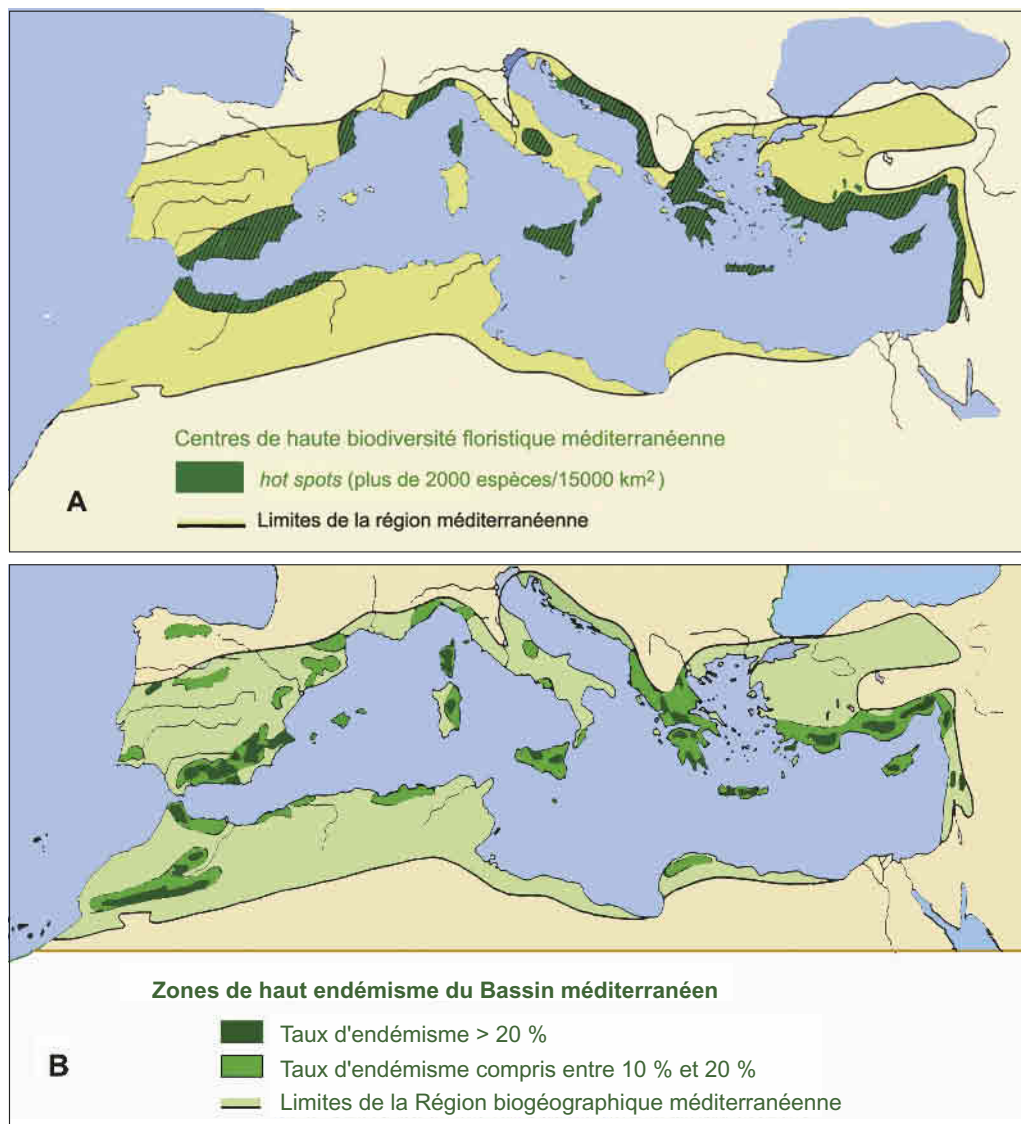 Centres de haute biodiversité floristique méditerranéenne
hot spots (plus de 2000 espèces/15000 km²)
A
Limites de la région méditerranéenne
Zones de haut endémisme du Bassin méditerranéen
Taux d'endémisme > 20 %
B
Taux d'endémisme compris entre 10 % et 20 %
Limites de la Région biogéographique méditerranéenne